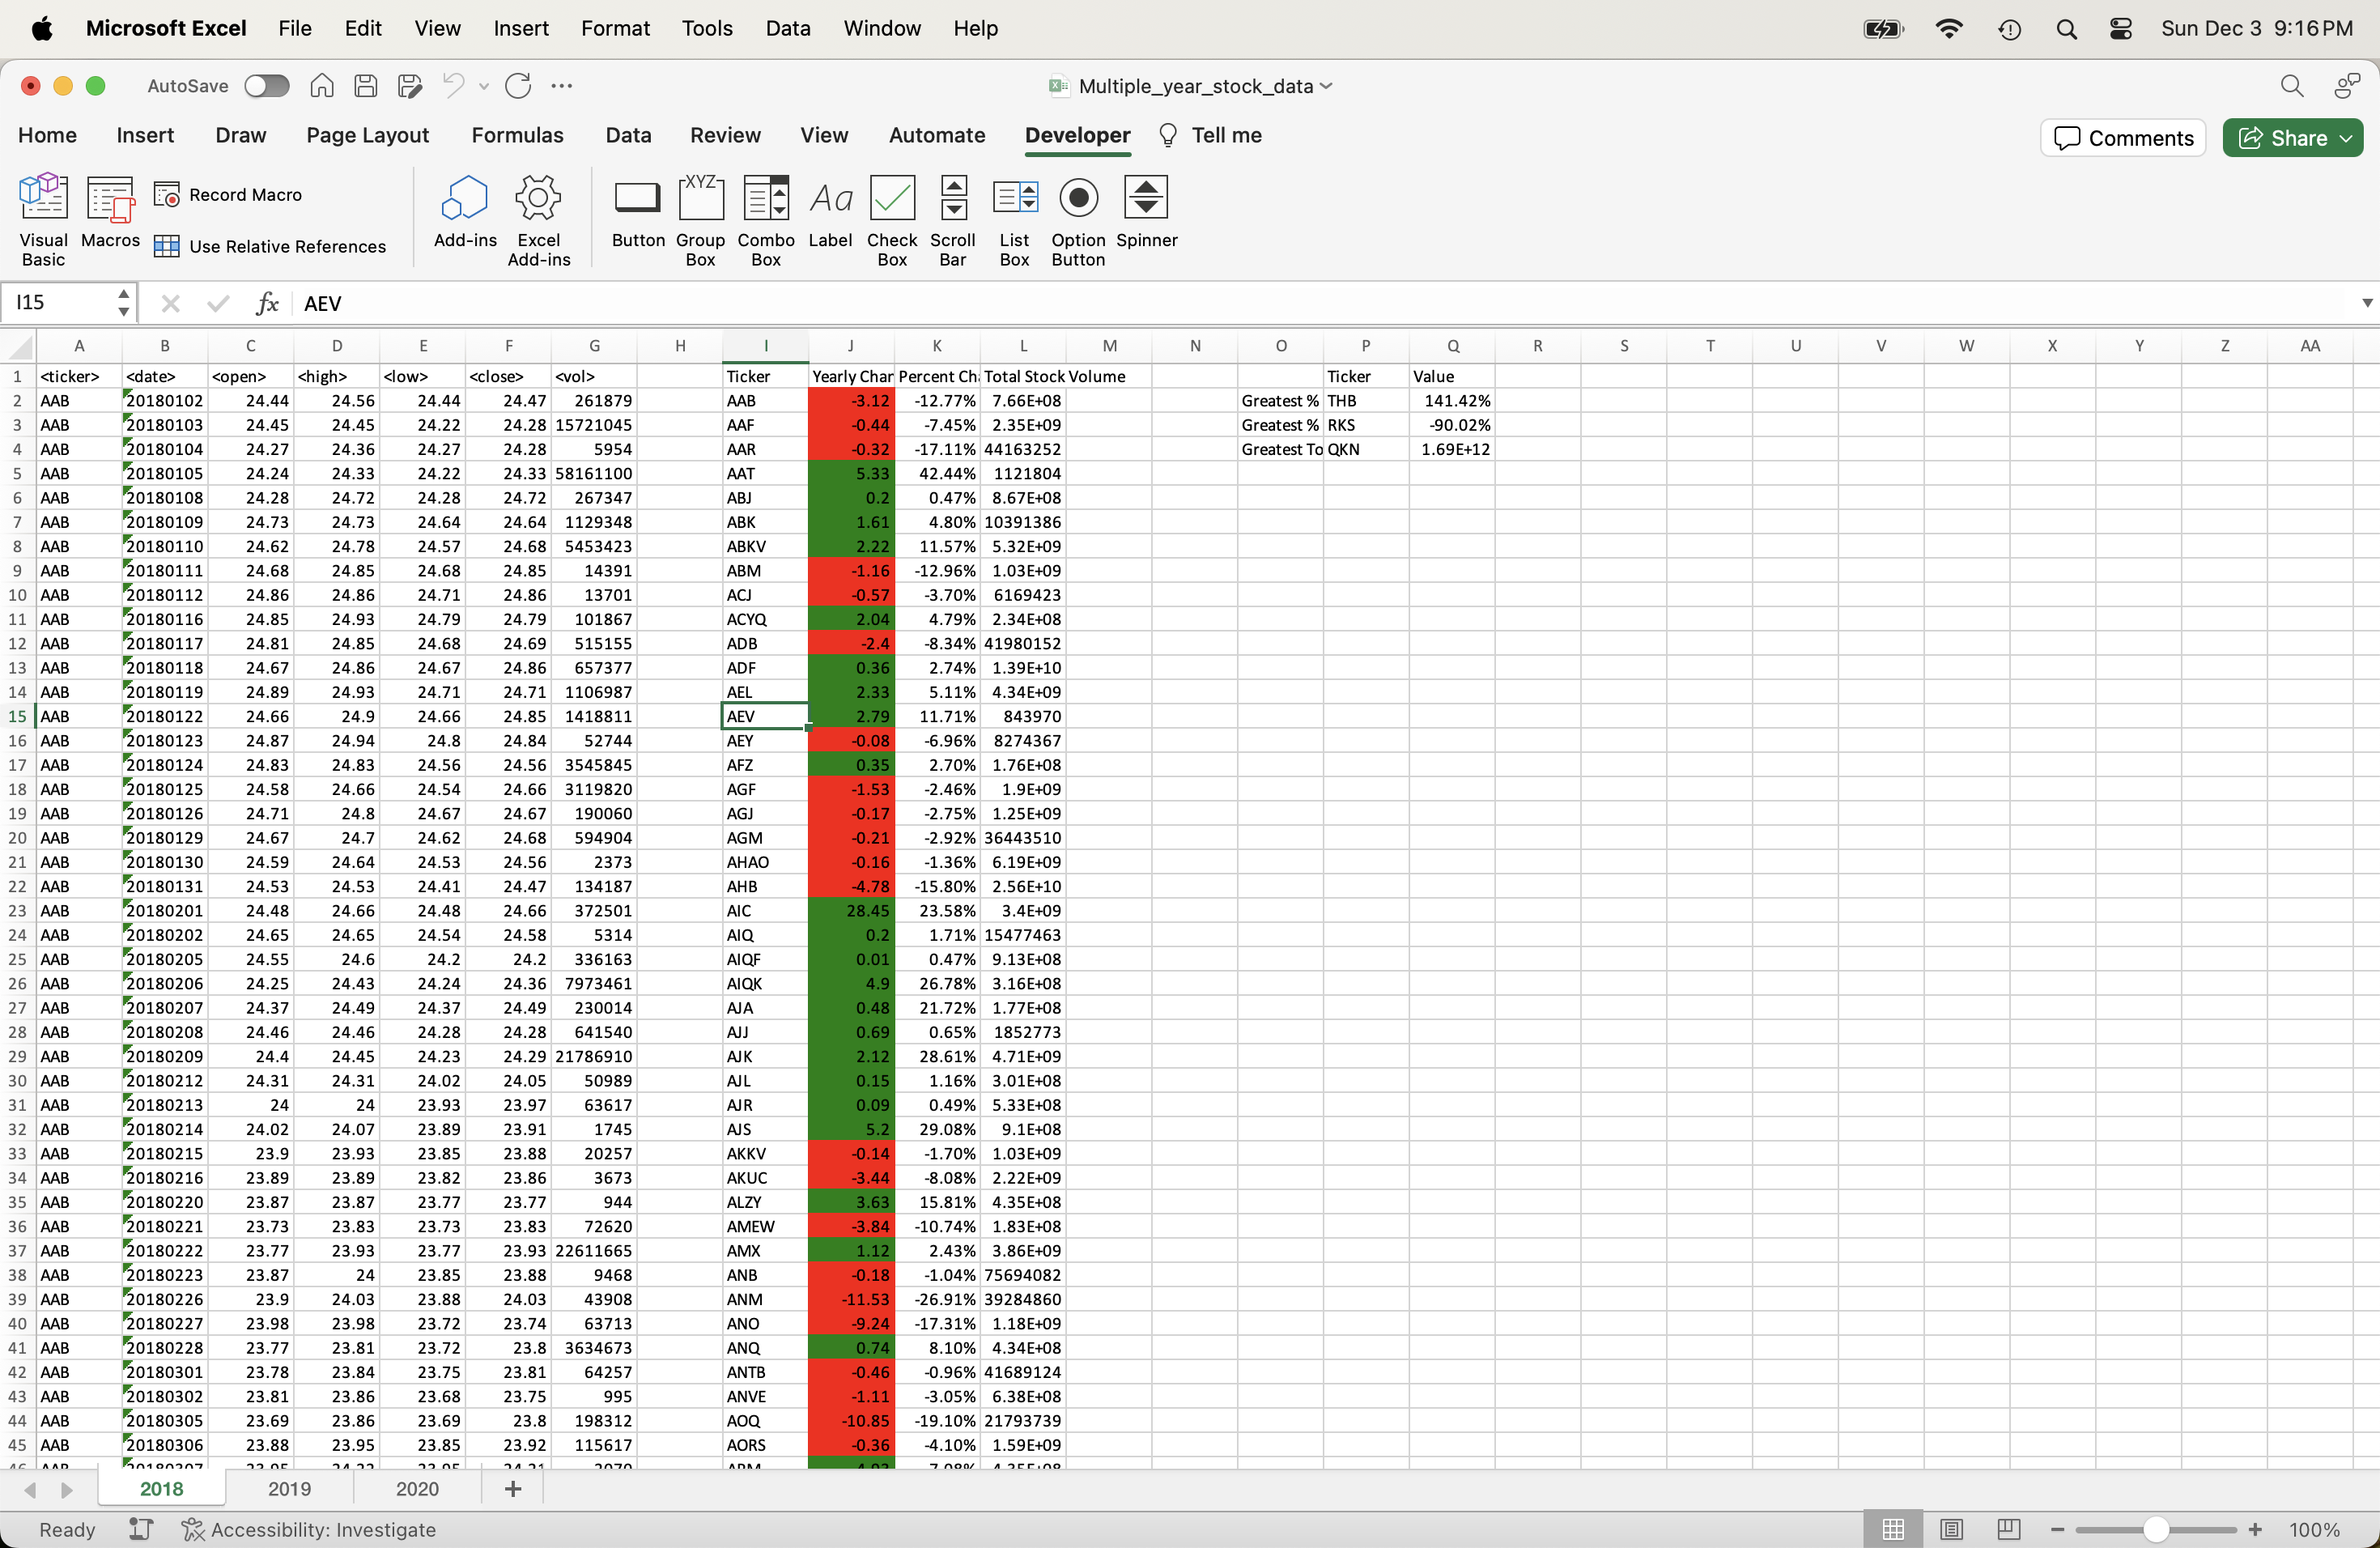 Microsoft Excel File Edit View Insert Format Tools Data Window Help Sun Dec 3 9:16 PM
AutoSave Multiple_year_stock_data
Home Insert Draw Page Layout Formulas Data Review View Automate Developer Tell me Comments Share
Record Macro
Visual Basic Macros Use Relative References Add-ins Excel Add-ins XYZ Button Group Box Combo Box Aa Label Check Box Scroll Bar List Box Option Button Spinner
I15 fx AEV
A B C D E F G H I J K L M N O P Q R S T U V W X Y Z AA
1 <ticker> <date> <open> <high> <low> <close> <vol> Ticker Yearly Char Percent Ch Total Stock Volume Ticker Value
2 AAB 20180102 24.44 24.56 24.44 24.47 261879 AAB -3.12 -12.77% 7.66E+08 Greatest % THB 141.42%
3 AAB 20180103 24.45 24.45 24.22 24.28 15721045 AAF -0.44 -7.45% 2.35E+09 Greatest % RKS -90.02%
4 AAB 20180104 24.27 24.36 24.27 24.28 5954 AAR -0.32 -17.11% 44163252 Greatest To QKN 1.69E+12
5 AAB 20180105 24.24 24.33 24.22 24.33 58161100 AAT 5.33 42.44% 1121804
6 AAB 20180108 24.28 24.72 24.28 24.72 267347 ABJ 0.2 0.47% 8.67E+08
7 AAB 20180109 24.73 24.73 24.64 24.64 1129348 ABK 1.61 4.80% 10391386
8 AAB 20180110 24.62 24.78 24.57 24.68 5453423 ABKV 2.22 11.57% 5.32E+09
9 AAB 20180111 24.68 24.85 24.68 24.85 14391 ABM -1.16 -12.96% 1.03E+09
10 AAB 20180112 24.86 24.86 24.71 24.86 13701 ACJ -0.57 -3.70% 6169423
11 AAB 20180116 24.85 24.93 24.79 24.79 101867 ACYQ 2.04 4.79% 2.34E+08
12 AAB 20180117 24.81 24.85 24.68 24.69 515155 ADB -2.4 -8.34% 41980152
13 AAB 20180118 24.67 24.86 24.67 24.86 657377 ADF 0.36 2.74% 1.39E+10
14 AAB 20180119 24.89 24.93 24.71 24.71 1106987 AEL 2.33 5.11% 4.34E+09
15 AAB 20180122 24.66 24.9 24.66 24.85 1418811 AEV 2.79 11.71% 843970
16 AAB 20180123 24.87 24.94 24.8 24.84 52744 AEY -0.08 -6.96% 8274367
17 AAB 20180124 24.83 24.83 24.56 24.56 3545845 AFZ 0.35 2.70% 1.76E+08
18 AAB 20180125 24.58 24.66 24.54 24.66 3119820 AGF -1.53 -2.46% 1.9E+09
19 AAB 20180126 24.71 24.8 24.67 24.67 190060 AGJ -0.17 -2.75% 1.25E+09
20 AAB 20180129 24.67 24.7 24.62 24.68 594904 AGM -0.21 -2.92% 36443510
21 AAB 20180130 24.59 24.64 24.53 24.56 2373 AHAO -0.16 -1.36% 6.19E+09
22 AAB 20180131 24.53 24.53 24.41 24.47 134187 AHB -4.78 -15.80% 2.56E+10
23 AAB 20180201 24.48 24.66 24.48 24.66 372501 AIC 28.45 23.58% 3.4E+09
24 AAB 20180202 24.65 24.65 24.54 24.58 5314 AIQ 0.2 1.71% 15477463
25 AAB 20180205 24.55 24.6 24.2 24.2 336163 AIQF 0.01 0.47% 9.13E+08
26 AAB 20180206 24.25 24.43 24.24 24.36 7973461 AIQK 4.9 26.78% 3.16E+08
27 AAB 20180207 24.37 24.49 24.37 24.49 230014 AJA 0.48 21.72% 1.77E+08
28 AAB 20180208 24.46 24.46 24.28 24.28 641540 AJJ 0.69 0.65% 1852773
29 AAB 20180209 24.4 24.45 24.23 24.29 21786910 AJK 2.12 28.61% 4.71E+09
30 AAB 20180212 24.31 24.31 24.02 24.05 50989 AJL 0.15 1.16% 3.01E+08
31 AAB 20180213 24 24 23.93 23.97 63617 AJR 0.09 0.49% 5.33E+08
32 AAB 20180214 24.02 24.07 23.89 23.91 1745 AJS 5.2 29.08% 9.1E+08
33 AAB 20180215 23.9 23.93 23.85 23.88 20257 AKKV -0.14 -1.70% 1.03E+09
34 AAB 20180216 23.89 23.89 23.82 23.86 3673 AKUC -3.44 -8.08% 2.22E+09
35 AAB 20180220 23.87 23.87 23.77 23.77 944 ALZY 3.63 15.81% 4.35E+08
36 AAB 20180221 23.73 23.83 23.73 23.83 72620 AMEW -3.84 -10.74% 1.83E+08
37 AAB 20180222 23.77 23.93 23.77 23.93 22611665 AMX 1.12 2.43% 3.86E+09
38 AAB 20180223 23.87 24 23.85 23.88 9468 ANB -0.18 -1.04% 75694082
39 AAB 20180226 23.9 24.03 23.88 24.03 43908 ANM -11.53 -26.91% 39284860
40 AAB 20180227 23.98 23.98 23.72 23.74 63713 ANO -9.24 -17.31% 1.18E+09
41 AAB 20180228 23.77 23.81 23.72 23.8 3634673 ANQ 0.74 8.10% 4.34E+08
42 AAB 20180301 23.78 23.84 23.75 23.81 64257 ANTB -0.46 -0.96% 41689124
43 AAB 20180302 23.81 23.86 23.68 23.75 995 ANVE -1.11 -3.05% 6.38E+08
44 AAB 20180305 23.69 23.86 23.69 23.8 198312 AOQ -10.85 -19.10% 21793739
45 AAB 20180306 23.88 23.95 23.85 23.92 115617 AORS -0.36 -4.10% 1.59E+09
2018 2019 2020
Ready Accessibility: Investigate 100%